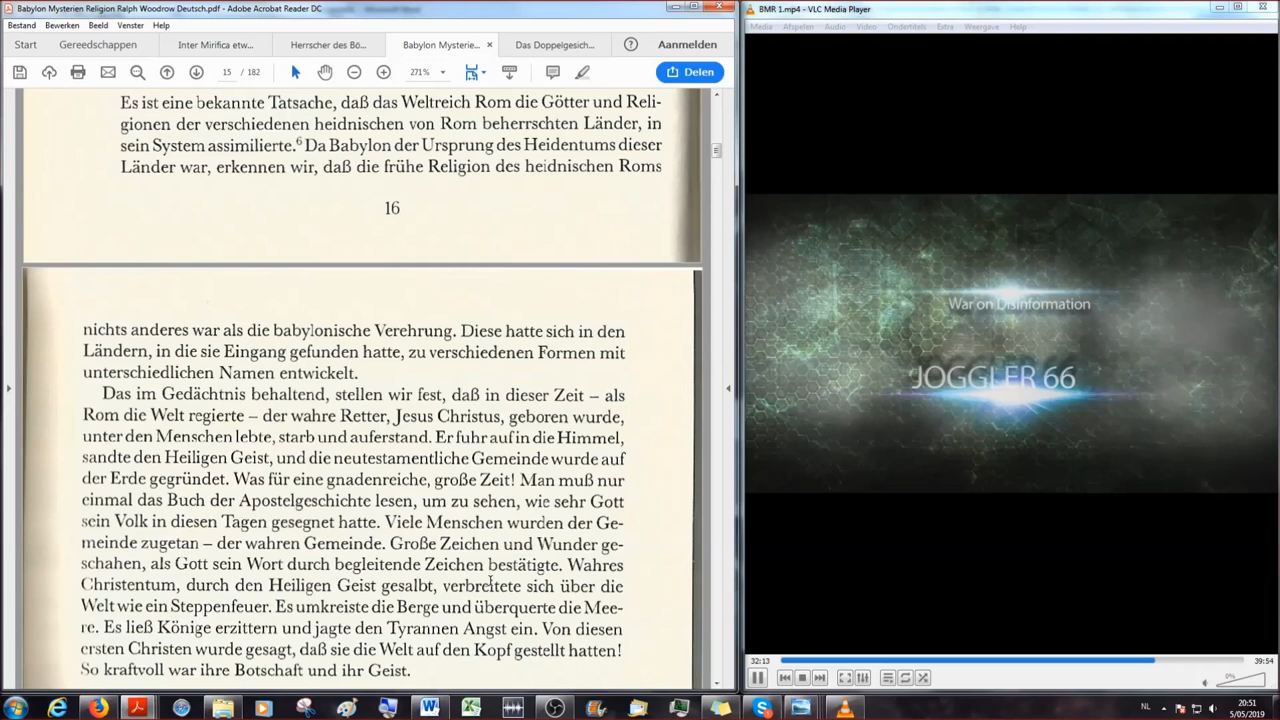 Babylon Mysterien Religion Ralph Woodrow Deutsch.pdf - Adobe Acrobat Reader DC
Bestand Bewerken Beeld Venster Help
Start Gereedschappen Inter Mirifica etw... Herrscher des Bö... Babylon Mysterie... × Das Doppelgesich... ? Aanmelden
15 / 182 271% Delen
Es ist eine bekannte Tatsache, daß das Weltreich Rom die Götter und Reli-
gionen der verschiedenen heidnischen von Rom beherrschten Länder, in
sein System assimilierte.6 Da Babylon der Ursprung des Heidentums dieser
Länder war, erkennen wir, daß die frühe Religion des heidnischen Roms
16
nichts anderes war als die babylonische Verehrung. Diese hatte sich in den
Ländern, in die sie Eingang gefunden hatte, zu verschiedenen Formen mit
unterschiedlichen Namen entwickelt.
Das im Gedächtnis behaltend, stellen wir fest, daß in dieser Zeit – als
Rom die Welt regierte – der wahre Retter, Jesus Christus, geboren wurde,
unter den Menschen lebte, starb und auferstand. Er fuhr auf in die Himmel,
sandte den Heiligen Geist, und die neutestamentliche Gemeinde wurde auf
der Erde gegründet. Was für eine gnadenreiche, große Zeit! Man muß nur
einmal das Buch der Apostelgeschichte lesen, um zu sehen, wie sehr Gott
sein Volk in diesen Tagen gesegnet hatte. Viele Menschen wurden der Ge-
meinde zugetan – der wahren Gemeinde. Große Zeichen und Wunder ge-
schahen, als Gott sein Wort durch begleitende Zeichen bestätigte. Wahres
Christentum, durch den Heiligen Geist gesalbt, verbreitete sich über die
Welt wie ein Steppenfeuer. Es umkreiste die Berge und überquerte die Mee-
re. Es ließ Könige erzittern und jagte den Tyrannen Angst ein. Von diesen
ersten Christen wurde gesagt, daß sie die Welt auf den Kopf gestellt hatten!
So kraftvoll war ihre Botschaft und ihr Geist.
BMR 1.mp4 - VLC Media Player
Media Afspelen Audio Video Ondertitels Extra Weergave Help
War on Disinformation
JOGGLER 66
32:13 39:54
0%
NL 20:51
5/05/2019